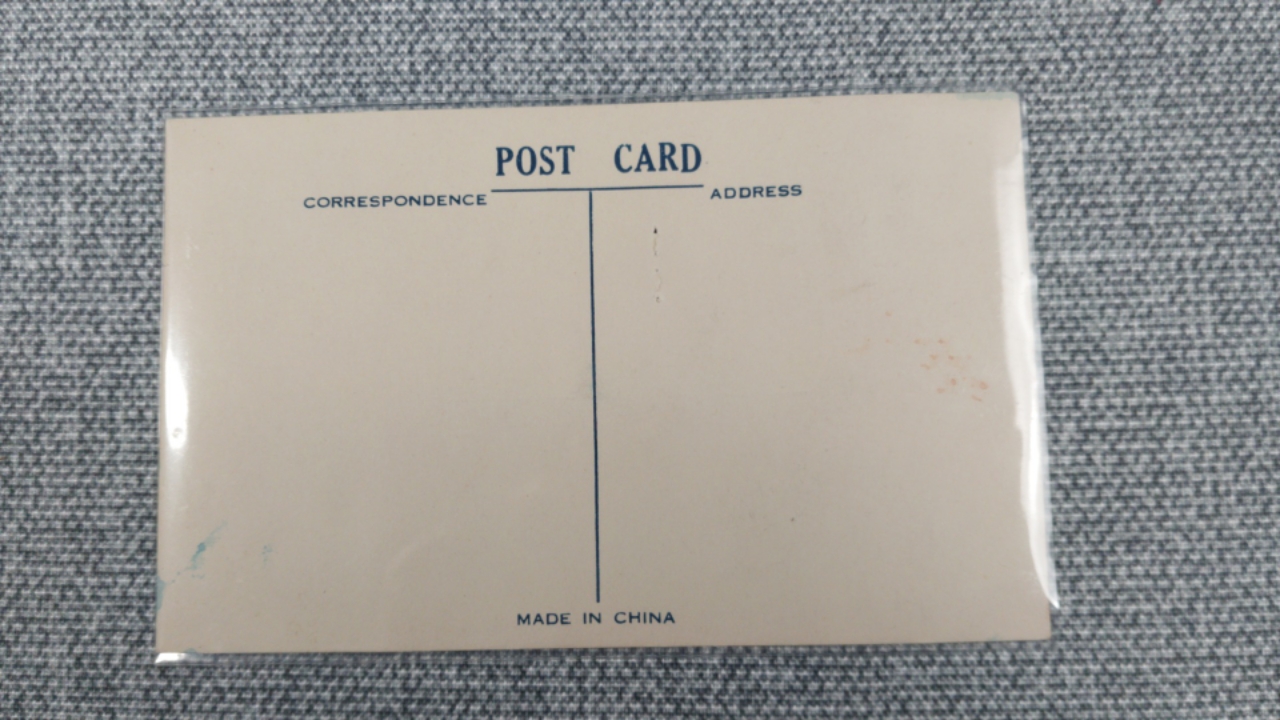 POST CARD
CORRESPONDENCE
ADDRESS
MADE IN CHINA